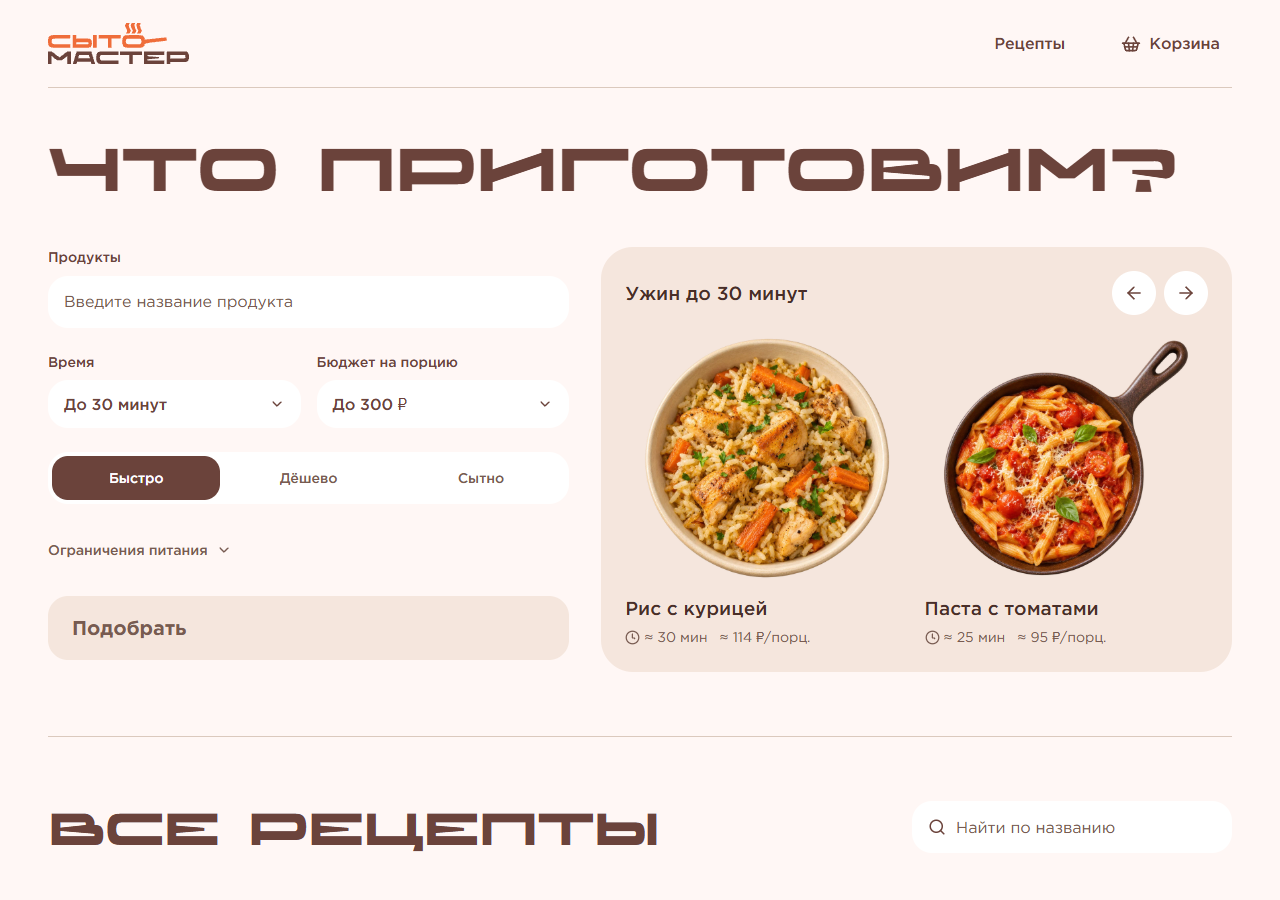 СЫТО
МАСТЕР
Рецепты
Корзина
ЧТО ПРИГОТОВИМ?
Продукты
Введите название продукта
Время
Бюджет на порцию
До 30 минут
До 300 ₽
Быстро
Дёшево
Сытно
Ограничения питания
Подобрать
Ужин до 30 минут
Рис с курицей
≈ 30 мин ≈ 114 ₽/порц.
Паста с томатами
≈ 25 мин ≈ 95 ₽/порц.
ВСЕ РЕЦЕПТЫ
Найти по названию